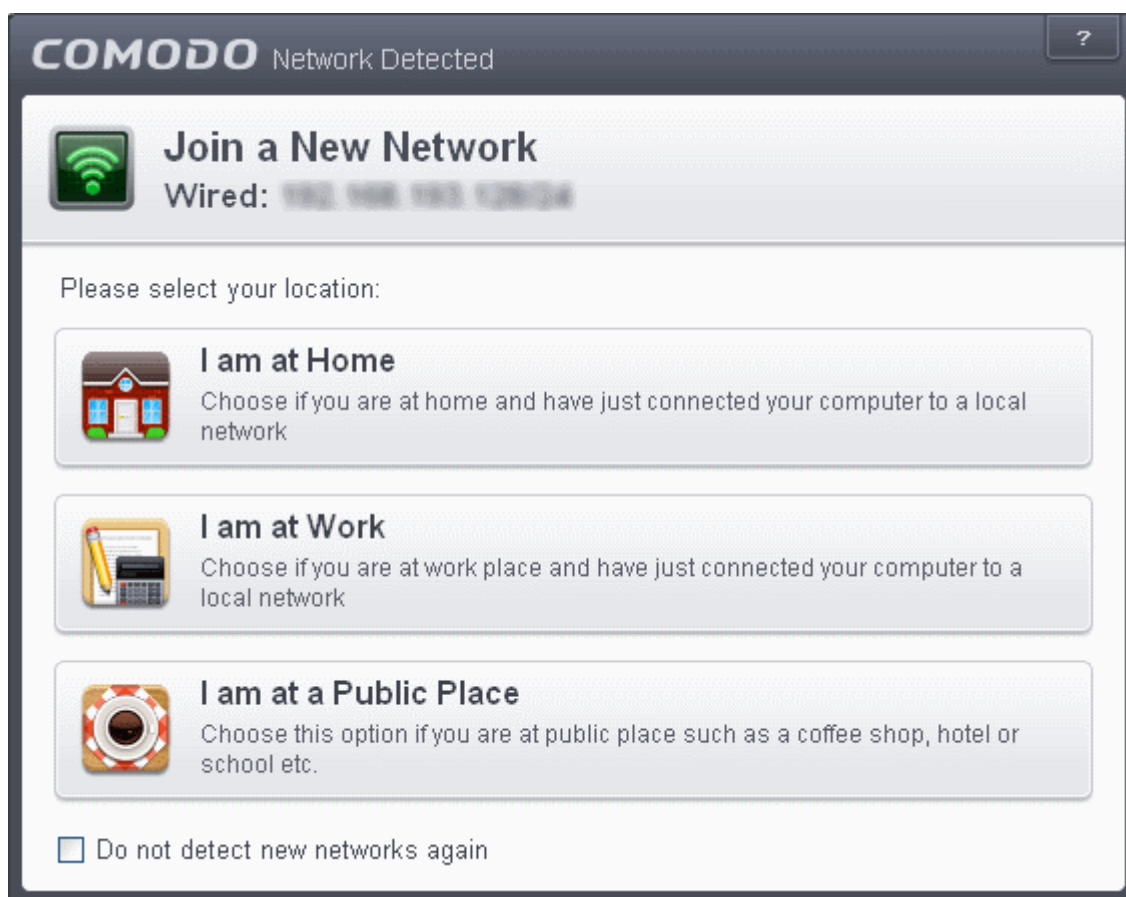 COMODO Network Detected
?
Join a New Network
Wired:
Please select your location:
I am at Home
Choose if you are at home and have just connected your computer to a local
network
I am at Work
Choose if you are at work place and have just connected your computer to a
local network
I am at a Public Place
Choose this option if you are at public place such as a coffee shop, hotel or
school etc.
Do not detect new networks again